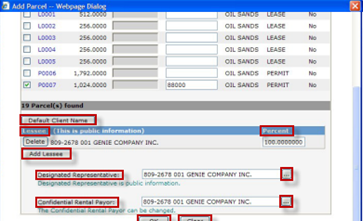 Add Parcel -- Webpage Dialog
L0001 512.0000 OIL SANDS LEASE No
L0002 256.0000 OIL SANDS LEASE No
L0003 256.0000 OIL SANDS LEASE No
L0004 256.0000 OIL SANDS LEASE No
L0005 256.0000 OIL SANDS LEASE No
P0006 1,792.0000 OIL SANDS PERMIT No
P0007 1,024.0000 88000 OIL SANDS PERMIT No
19 Parcel(s) found
Default Client Name
Lessee: (This is public information) Percent
Delete 809-2678 001 GENIE COMPANY INC. 100.0000000
Add Lessee
Designated Representative: 809-2678 001 GENIE COMPANY INC. ...
Designated Representative is public information.
Confidential Rental Payor: 809-2678 001 GENIE COMPANY INC. ...
The Confidential Rental Payor can be changed.
OK Close